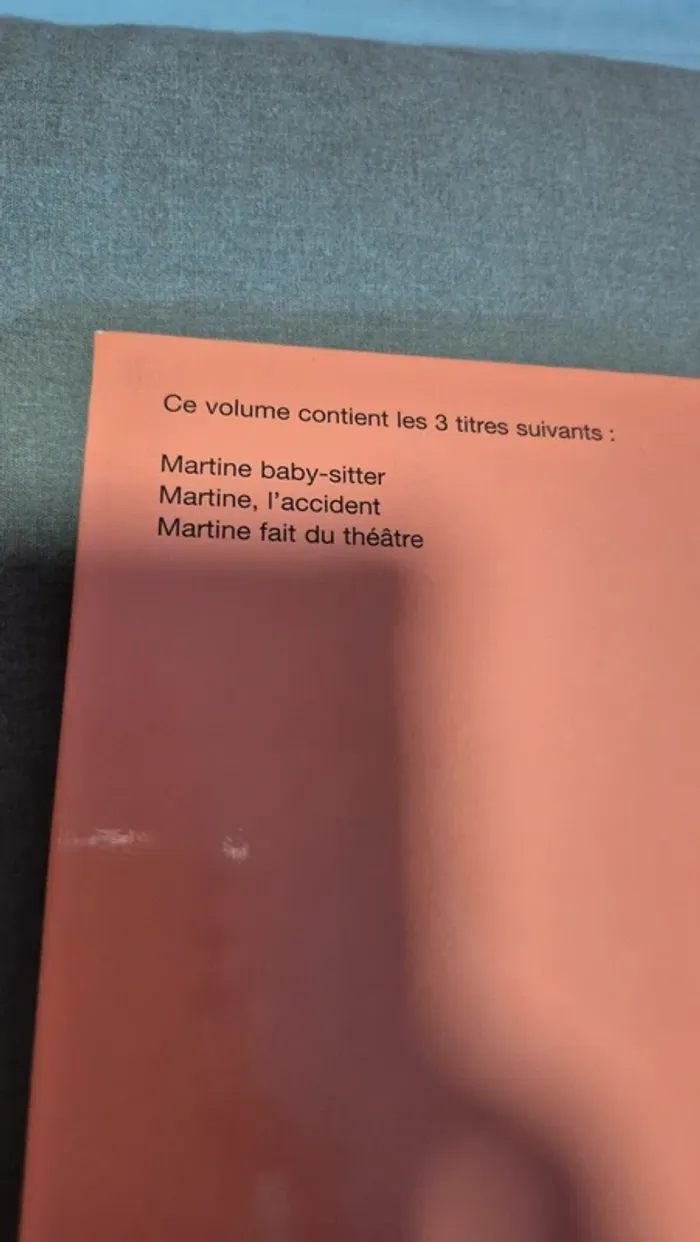 Ce volume contient les 3 titres suivants :
Martine baby-sitter
Martine, l'accident
Martine fait du théâtre